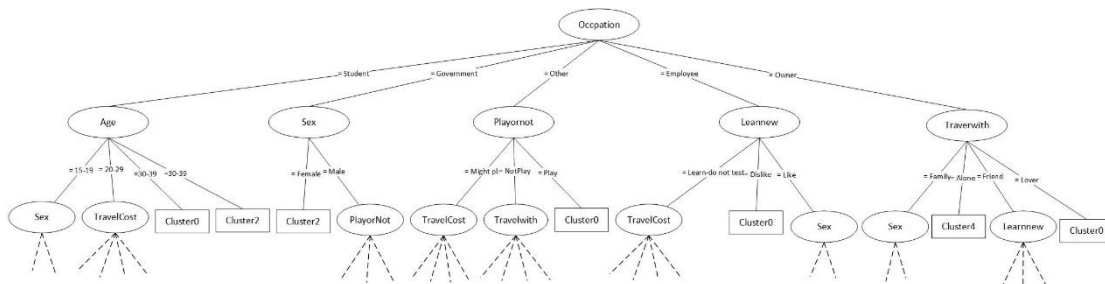 Occpation
= Student
= Government
= Other
= Employee
= Owner
Age
Sex
Playornot
Leannew
Traverwith
= 15-19
= 20-29
=30-39
=30-39
= Female
= Male
= Might pl
= NotPlay
= Play
= Learn-do not test
= Dislike
= Like
= Family
= Alone
= Friend
= Lover
Sex
TravelCost
Cluster0
Cluster2
Cluster2
PlayorNot
TravelCost
Travelwith
Cluster0
TravelCost
Cluster0
Sex
Sex
Cluster4
Learnnew
Cluster0